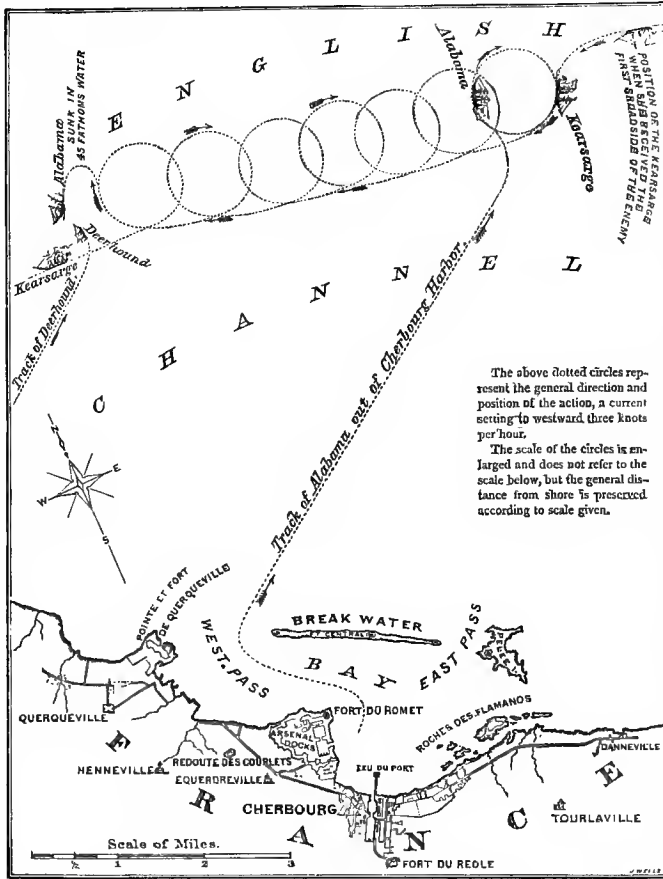 ENGLISH
CHANNEL
Alabama
Kearsarge
POSITION OF THE KEARSARGE
WHEN SHE RECEIVED THE
FIRST BROADSIDE OF THE ENEMY
Alabama
SUNK IN
45 FATHOMS WATER
Deerhound
Kearsarge
Track of Deerhound
Track of Alabama out of Cherbourg Harbor
The above dotted circles rep-
resent the general direction and
position of the action, a current
setting to westward three knots
per hour.
The scale of the circles is en-
larged and does not refer to the
scale below, but the general dis-
tance from shore is preserved
according to scale given.
N
E
W
S
POINTE ET FORT
DE QUERQUEVILLE
WEST. PASS
BREAK WATER
FT CENTRAL
BAY
EAST PASS
PELEE
FORT DU ROMET
ARSENAL
DOCKS
ROCHES DES FLAMANOS
QUERQUEVILLE
HENNEVILLE
REDOUTE DES COUPLETS
EQUERDREVILLE
DANNEVILLE
CHERBOURG
TOURLAVILLE
FRANCE
FORT DU REOLE
Scale of Miles.
½ 1 2 3
J WELLS